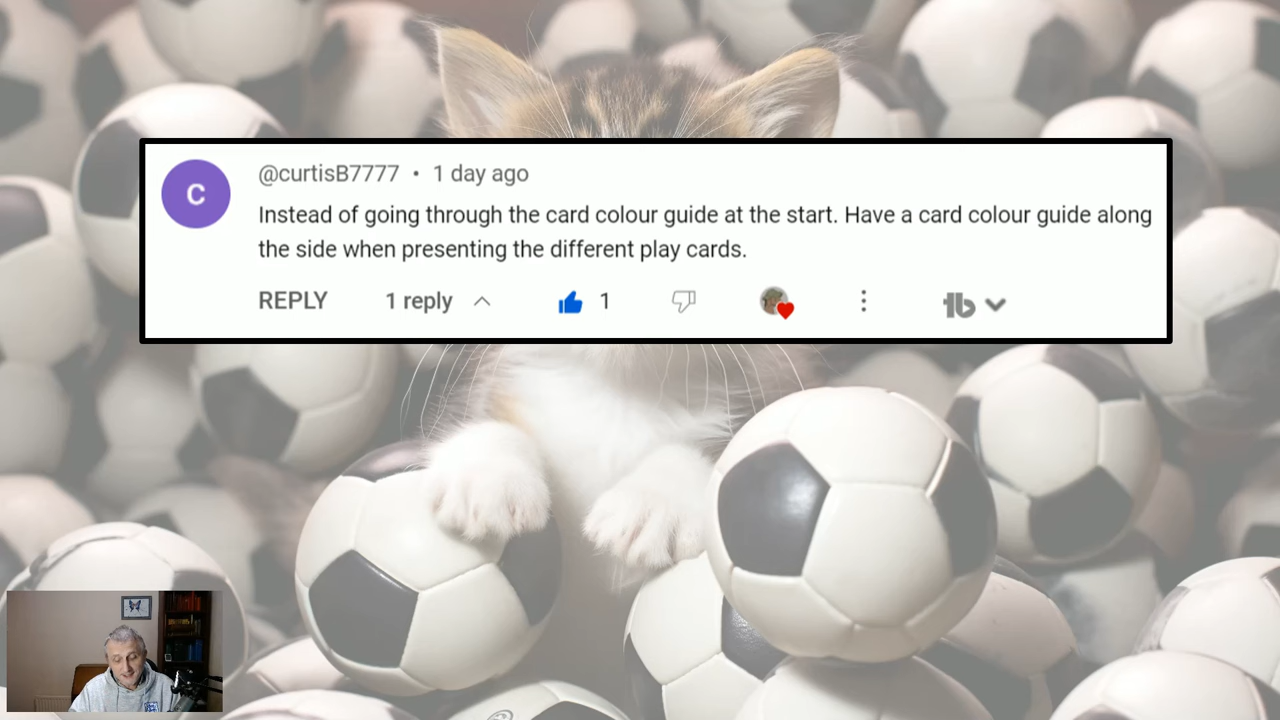 C
@curtisB7777 • 1 day ago
Instead of going through the card colour guide at the start. Have a card colour guide along
the side when presenting the different play cards.
REPLY 1 reply 1 tb